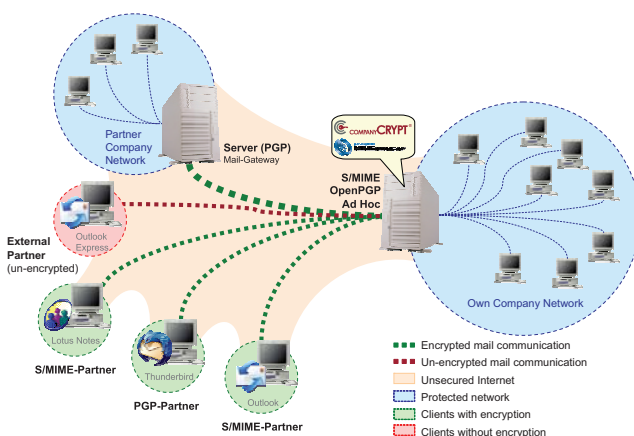 Partner
Company
Network
Server (PGP)
Mail-Gateway
COMPANYCRYPT®
S/MIME
OpenPGP
Ad Hoc
Outlook
Express
External
Partner
(un-encrypted)
Own Company Network
Lotus Notes
S/MIME-Partner
Thunderbird
PGP-Partner
Outlook
S/MIME-Partner
Encrypted mail communication
Un-encrypted mail communication
Unsecured Internet
Protected network
Clients with encryption
Clients without encryption